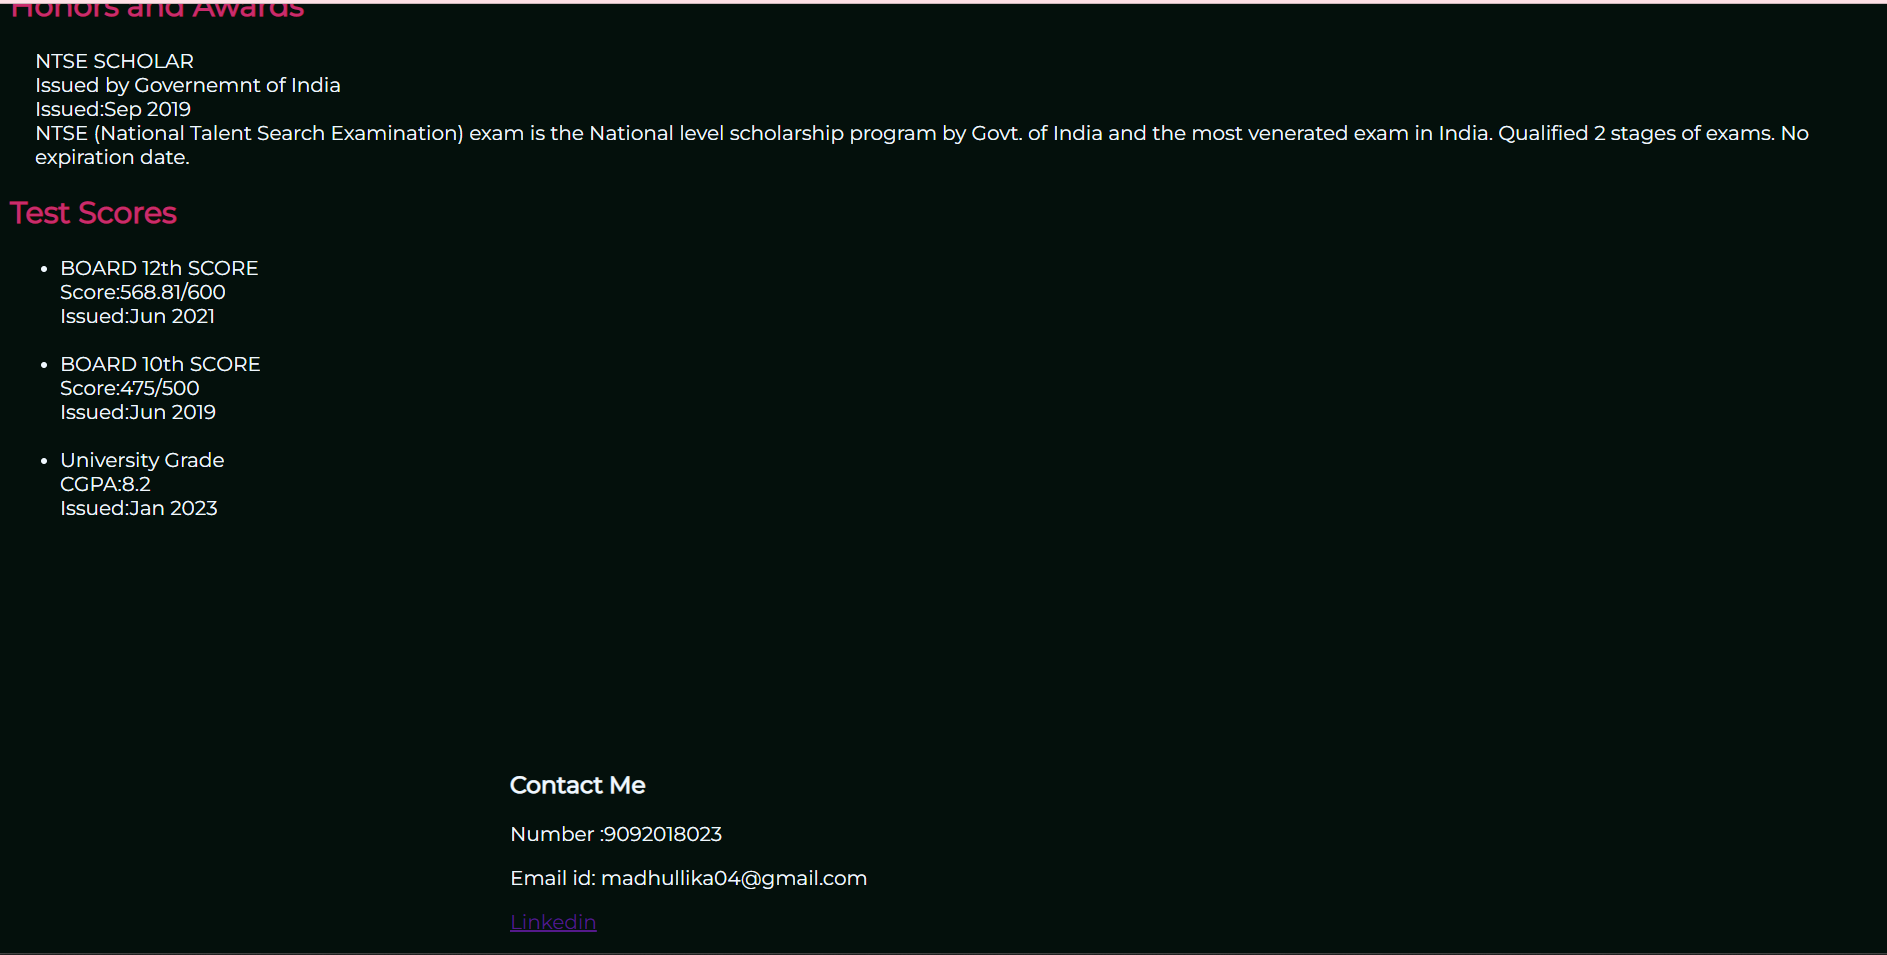 Honors and Awards
NTSE SCHOLAR
Issued by Governemnt of India
Issued:Sep 2019
NTSE (National Talent Search Examination) exam is the National level scholarship program by Govt. of India and the most venerated exam in India. Qualified 2 stages of exams. No
expiration date.
Test Scores
• BOARD 12th SCORE
Score:568.81/600
Issued:Jun 2021
• BOARD 10th SCORE
Score:475/500
Issued:Jun 2019
• University Grade
CGPA:8.2
Issued:Jan 2023
Contact Me
Number :9092018023
Email id: madhullika04@gmail.com
Linkedin